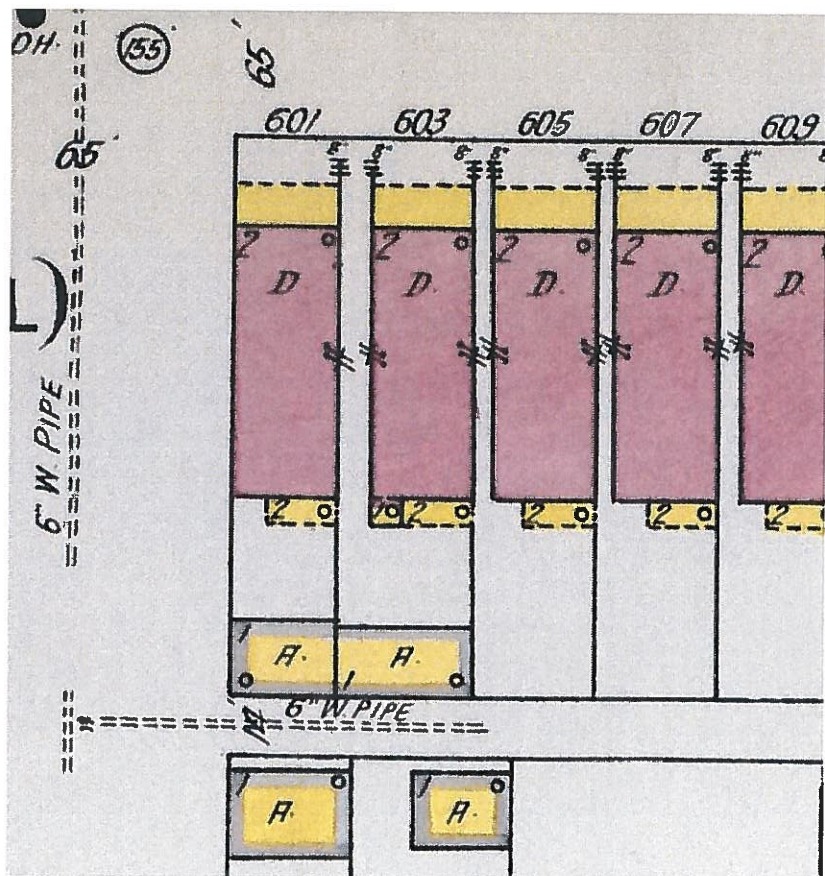 DH.
155
65
601 603 605 607 609
65
8" 8" 8" 8" 8" 8" 8"
2 2 2 2 2
D D. D. D. D.
L)
6" W. PIPE
2 2 2 2 2
1
A. A.
1
6" W. PIPE
1 1
A. A.